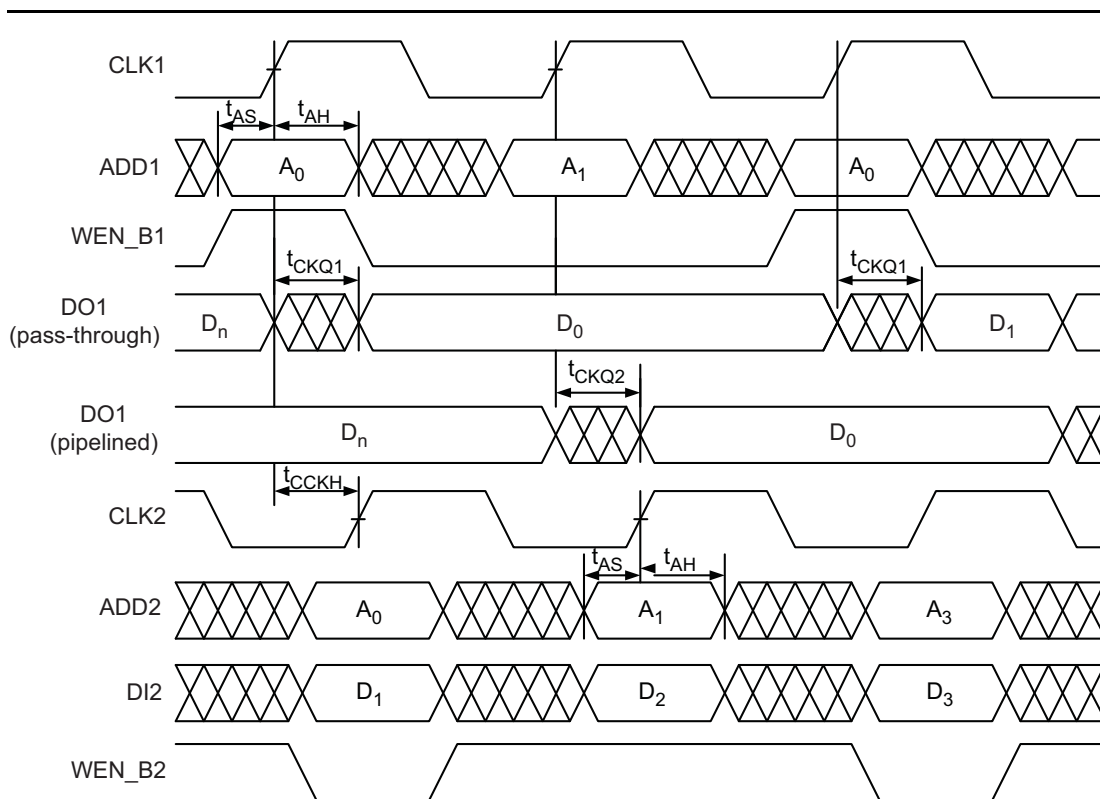 CLK1
tAS tAH
ADD1 A0 A1 A0
WEN_B1
tCKQ1 tCKQ1
DO1
(pass-through)
Dn D0 D1
tCKQ2
DO1
(pipelined)
Dn D0
tCCKH
CLK2
tAS tAH
ADD2 A0 A1 A3
DI2 D1 D2 D3
WEN_B2